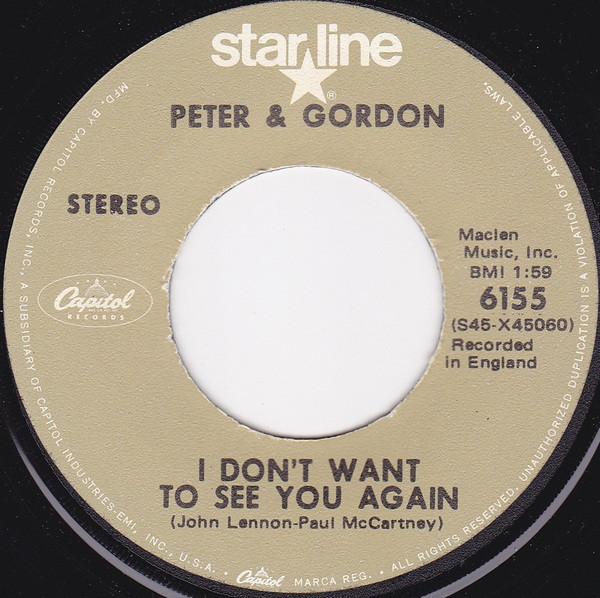 starline
®
PETER & GORDON
STEREO
Maclen
Music, Inc.
BMI 1:59
6155
(S45-X45060)
Recorded
in England
Capitol
RECORDS
I DON'T WANT
TO SEE YOU AGAIN
(John Lennon-Paul McCartney)
MFD. BY CAPITOL RECORDS, INC., A SUBSIDIARY OF CAPITOL INDUSTRIES-EMI, INC., U.S.A. • Capitol MARCA REG. • ALL RIGHTS RESERVED. UNAUTHORIZED DUPLICATION IS A VIOLATION OF APPLICABLE LAWS.